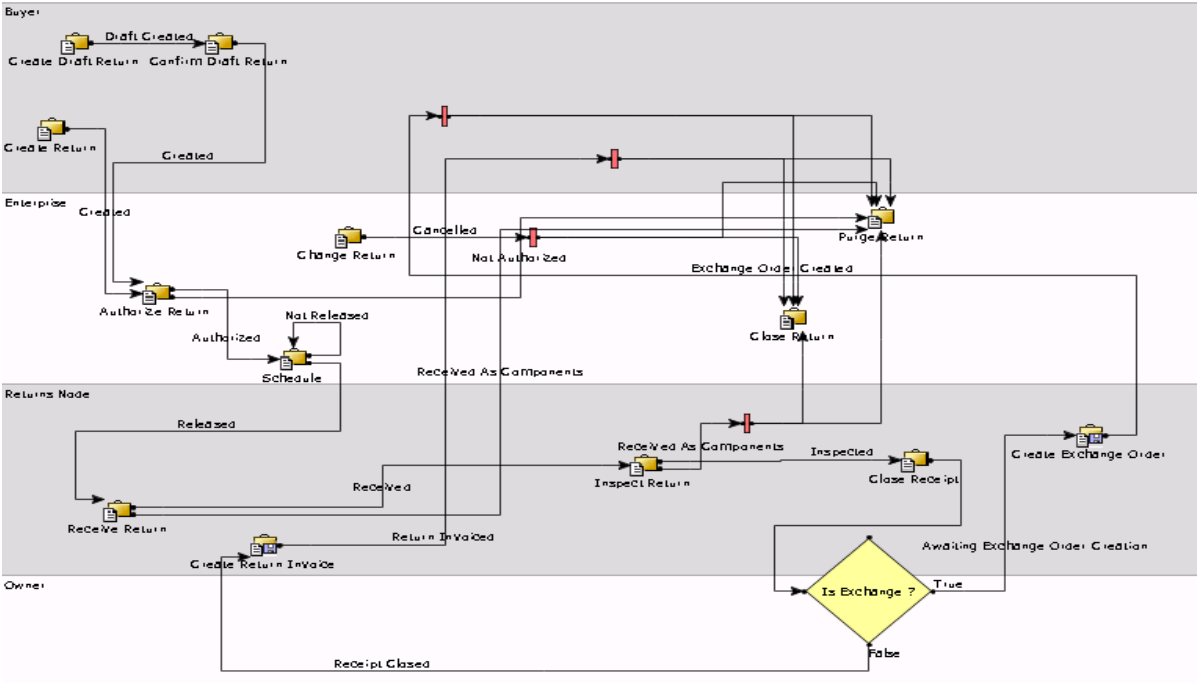 Buyer
Draft Created
Create Draft Return
Confirm Draft Return
Create Return
Created
Enterprise
Created
Cancelled
Purge Return
Change Return
Not Authorized
Exchange Order Created
Authorize Return
Not Released
Authorized
Close Return
Schedule
Received As Components
Returns Node
Released
Received As Components
Inspected
Create Exchange Order
Inspect Return
Close Receipt
Received
Receive Return
Return Invoiced
Awaiting Exchange Order Creation
Create Return Invoice
Owner
True
Is Exchange ?
False
Receipt Closed